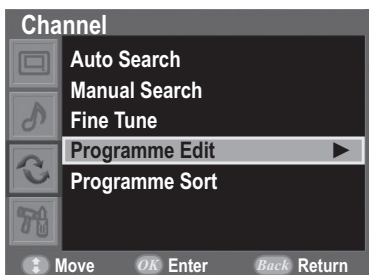 Channel
Auto Search
Manual Search
Fine Tune
Programme Edit
Programme Sort
Move OK Enter Back Return